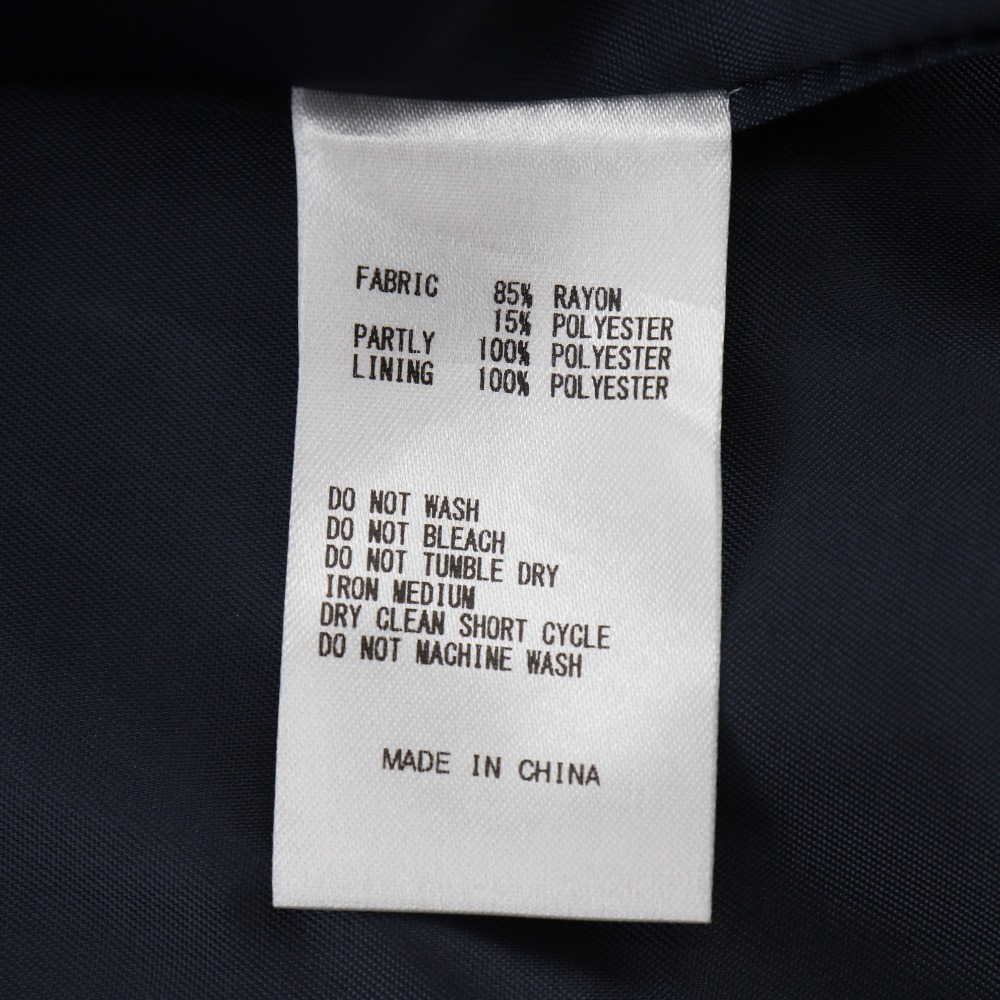 FABRIC 85% RAYON
15% POLYESTER
PARTLY 100% POLYESTER
LINING 100% POLYESTER
DO NOT WASH
DO NOT BLEACH
DO NOT TUMBLE DRY
IRON MEDIUM
DRY CLEAN SHORT CYCLE
DO NOT MACHINE WASH
MADE IN CHINA